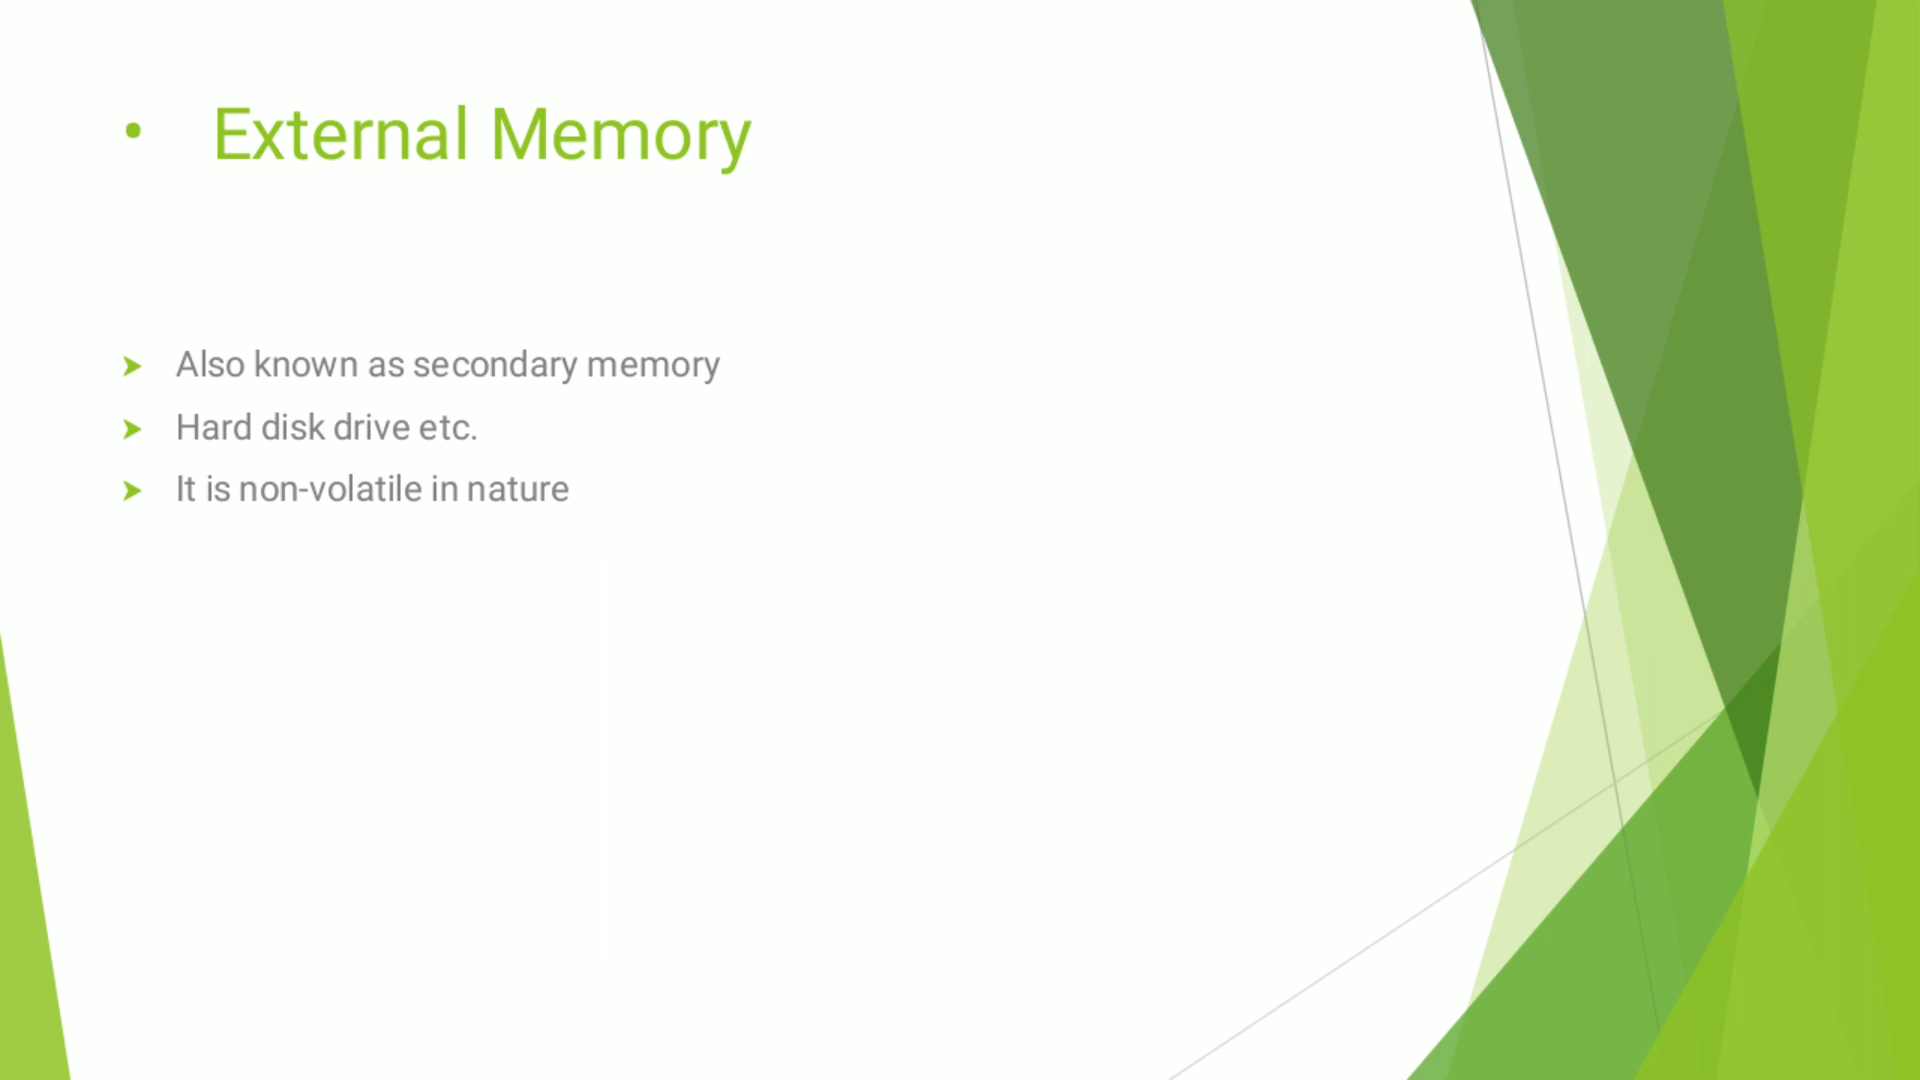 • External Memory
➤ Also known as secondary memory
➤ Hard disk drive etc.
➤ It is non-volatile in nature